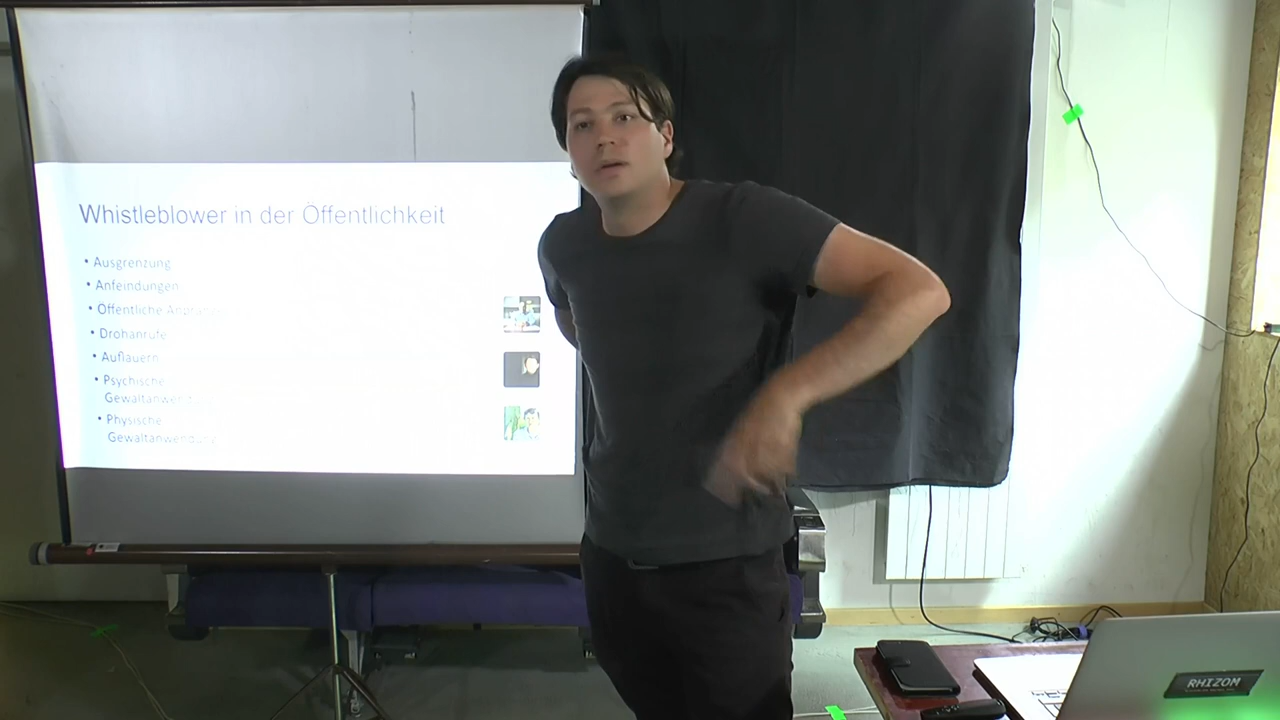 Whistleblower in der Öffentlichkeit
• Ausgrenzung
• Anfeindungen
• Öffentliche
• Drohanrufe
• Auflauern
• Psychische
Gewaltanwendung
• Physische
Gewaltanwendung
RHIZOM